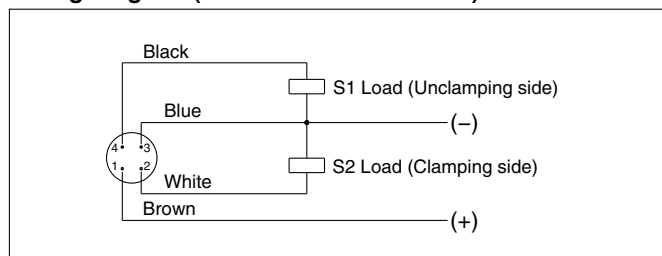 Black
S1 Load (Unclamping side)
Blue
(−)
4 3
1 2
S2 Load (Clamping side)
White
Brown
(+)